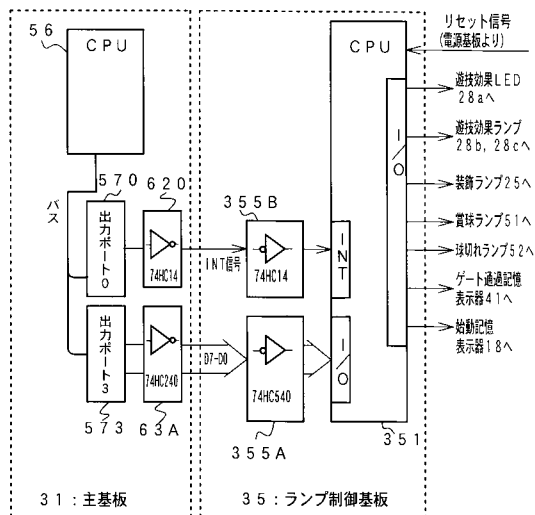 56
CPU
バス
570
出力ポート0
620
74HC14
INT信号
出力ポート3
573
74HC240
63A
D7-D0
31:主基板
355B
74HC14
74HC540
355A
CPU
INT
I/O
I/O
351
35:ランプ制御基板
リセット信号
(電源基板より)
遊技効果LED
28aへ
遊技効果ランプ
28b, 28cへ
装飾ランプ25へ
賞球ランプ51へ
球切れランプ52へ
ゲート通過記憶
表示器41へ
始動記憶
表示器18へ